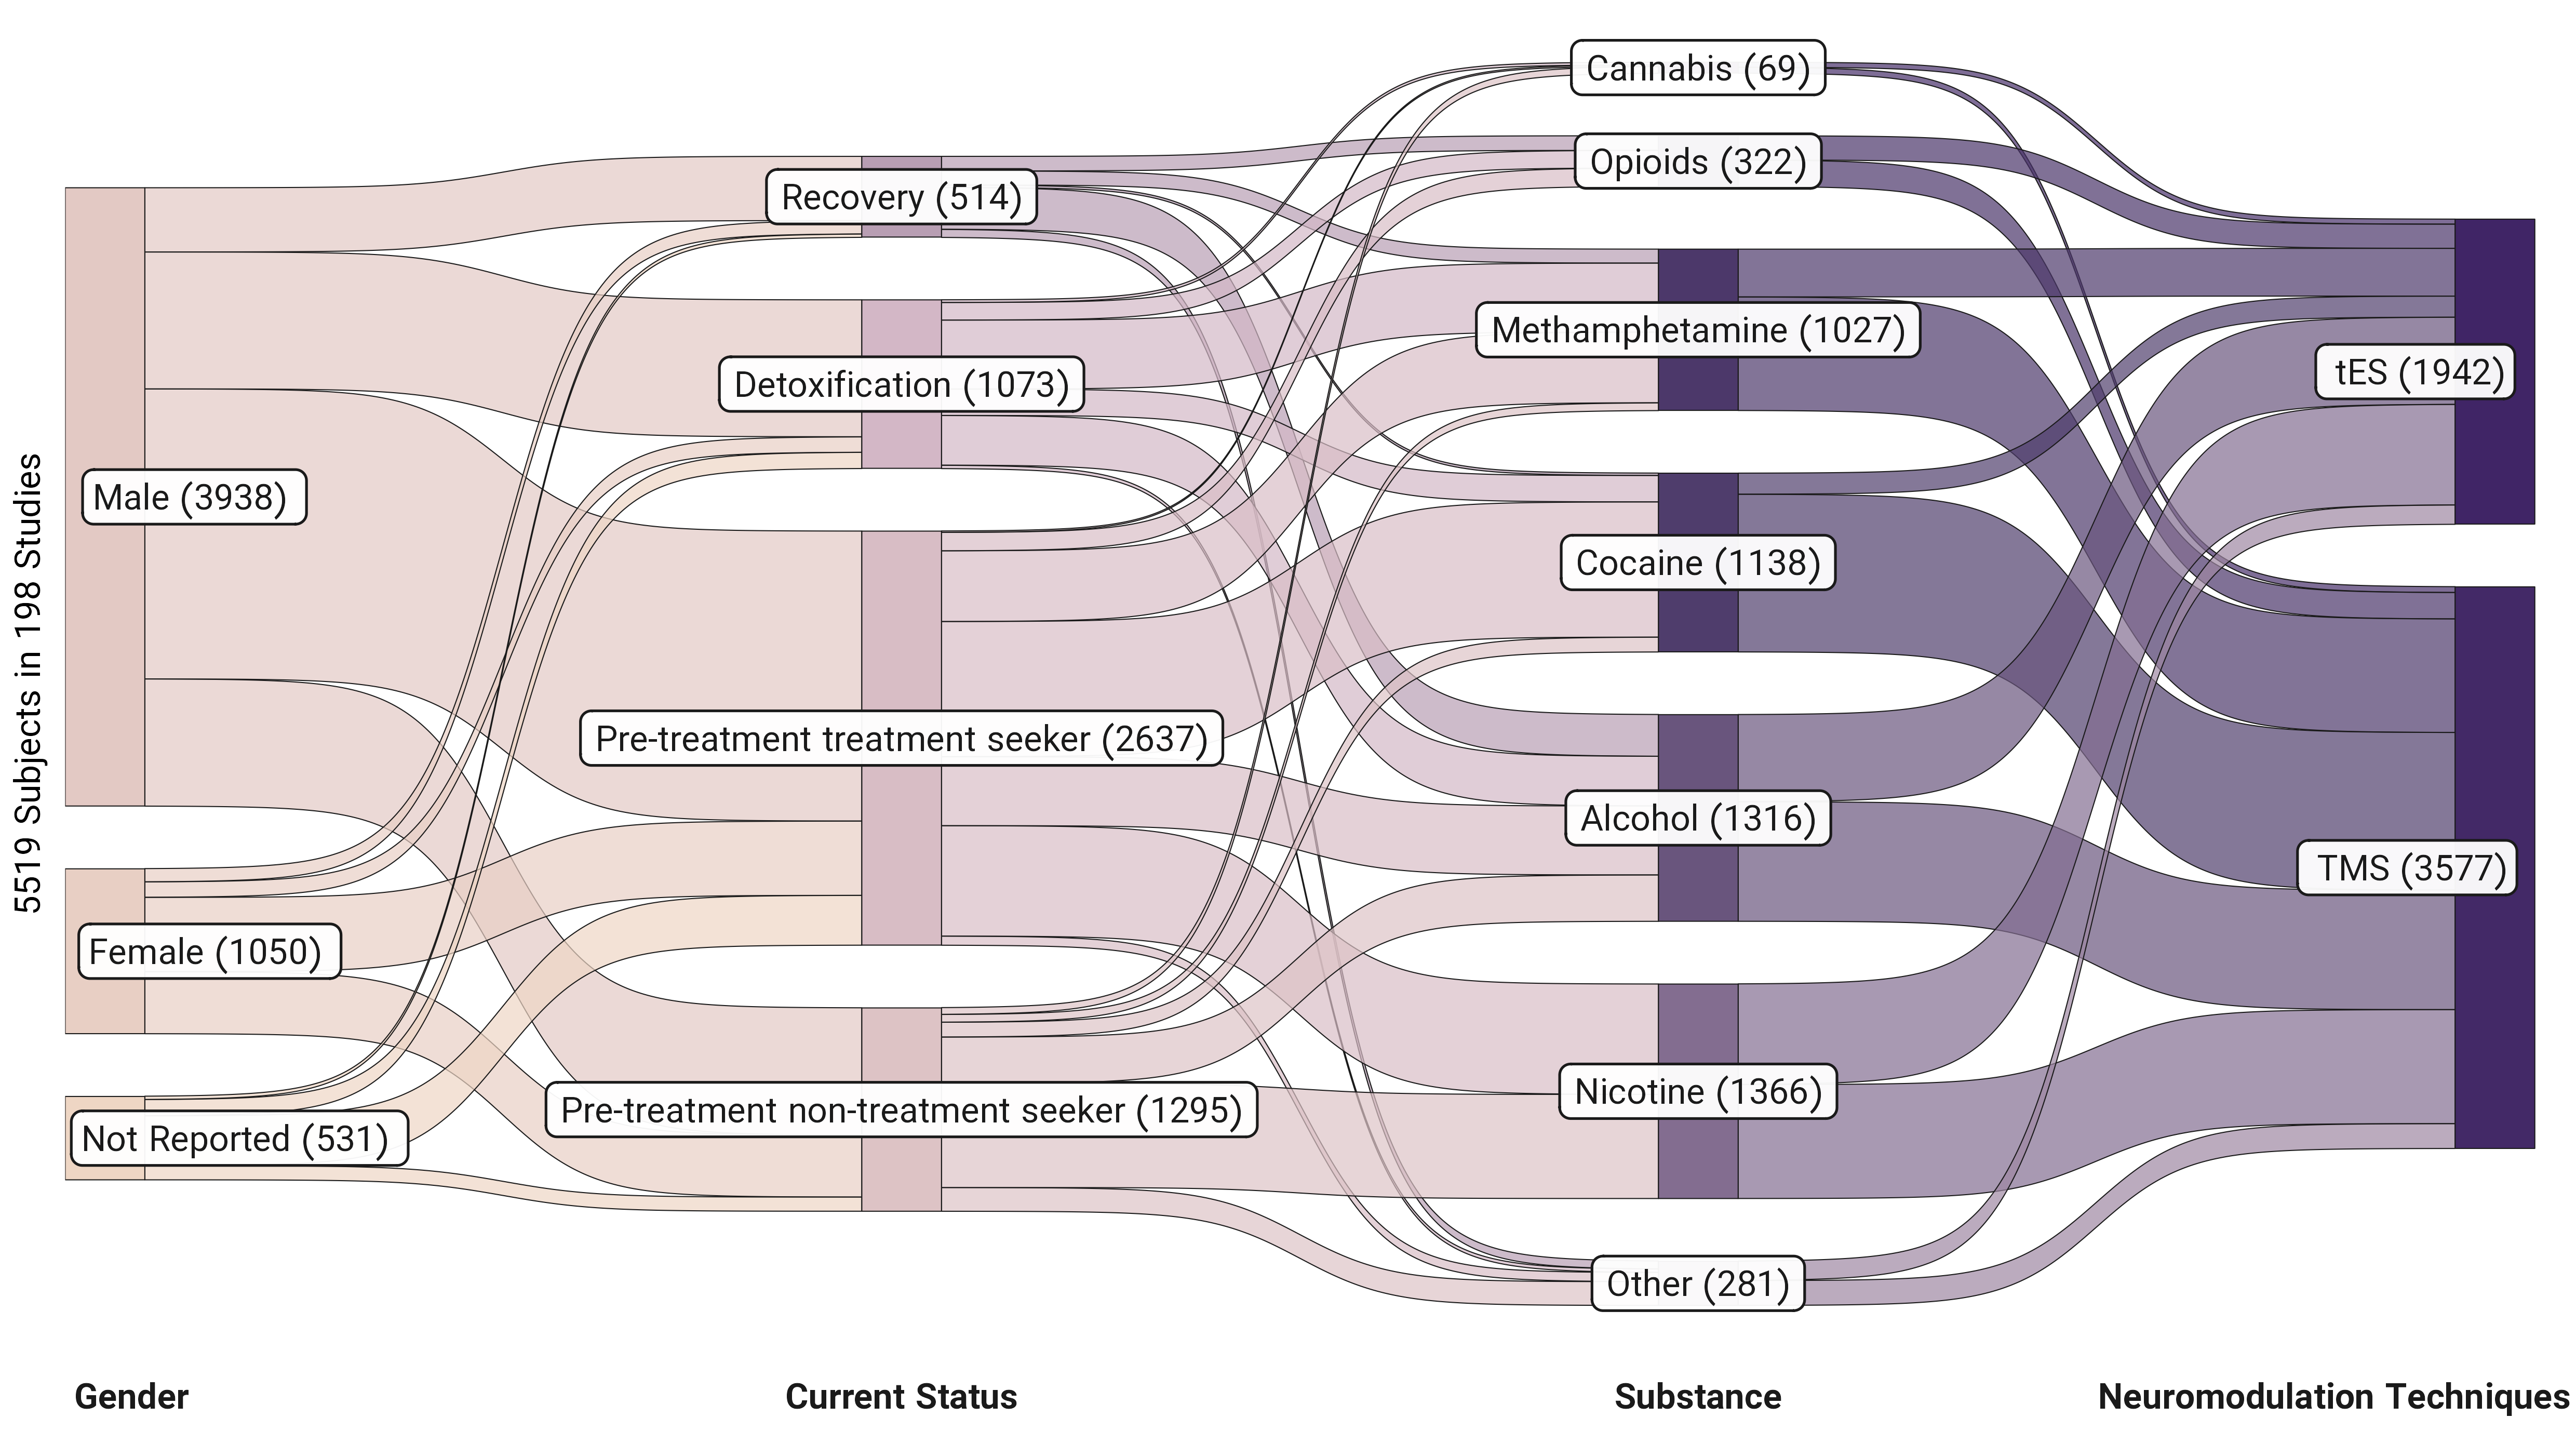 5519 Subjects in 198 Studies
Male (3938)
Female (1050)
Not Reported (531)
Recovery (514)
Detoxification (1073)
Pre-treatment treatment seeker (2637)
Pre-treatment non-treatment seeker (1295)
Cannabis (69)
Opioids (322)
Methamphetamine (1027)
Cocaine (1138)
Alcohol (1316)
Nicotine (1366)
Other (281)
tES (1942)
TMS (3577)
Gender
Current Status
Substance
Neuromodulation Techniques